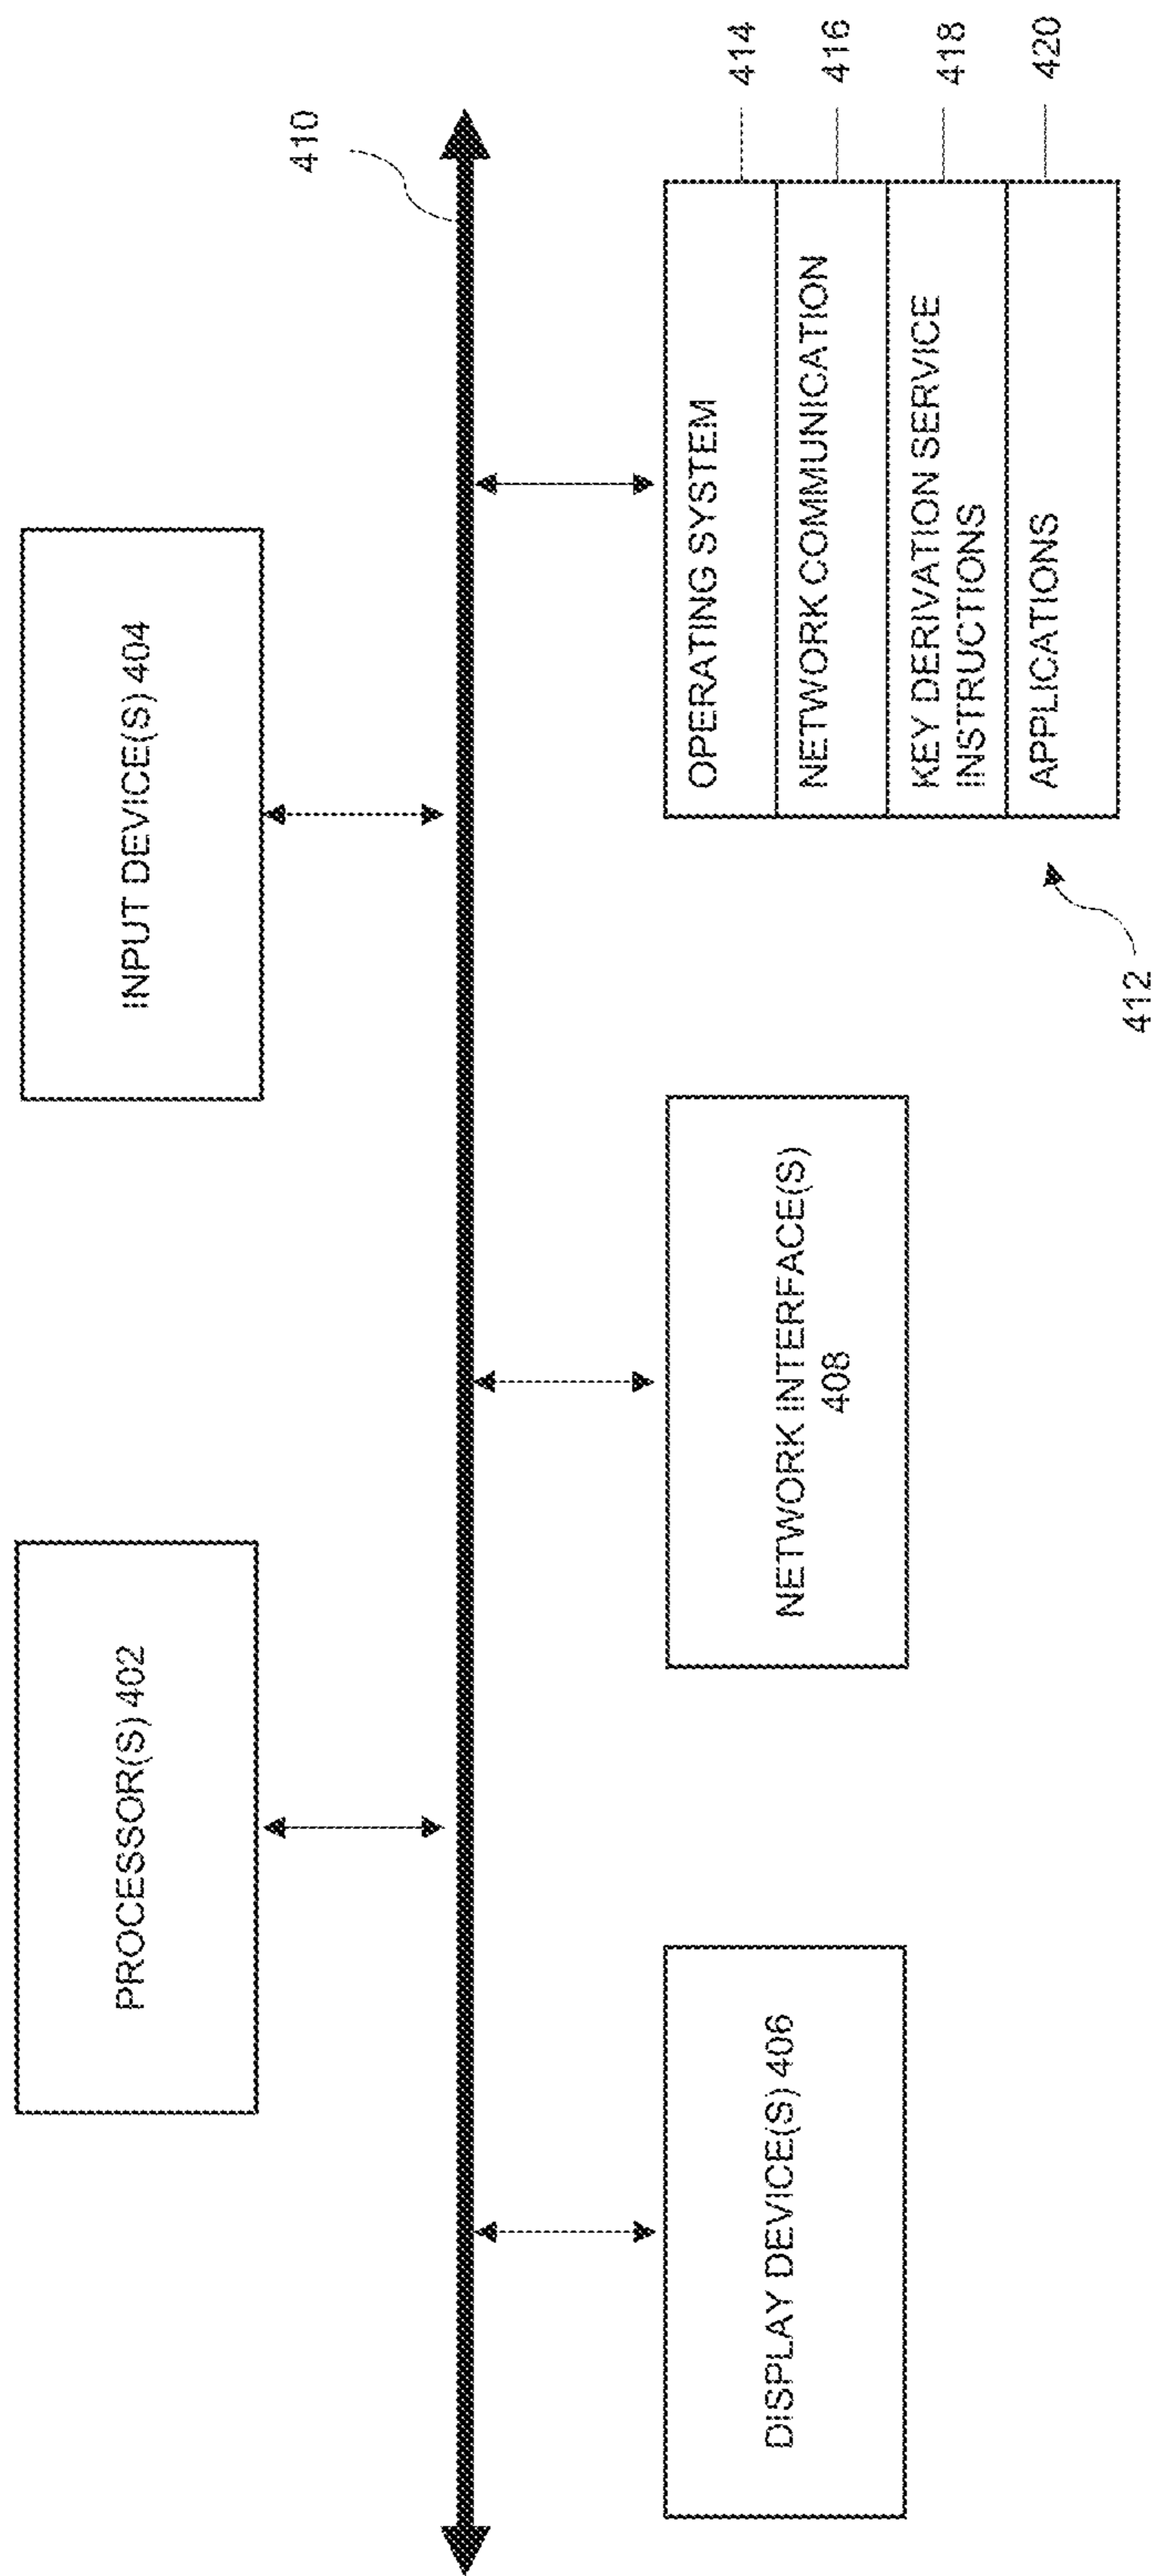 PROCESSOR(S) 402
INPUT DEVICE(S) 404
410
DISPLAY DEVICE(S) 406
NETWORK INTERFACE(S)
408
OPERATING SYSTEM
414
NETWORK COMMUNICATION
416
KEY DERIVATION SERVICE
INSTRUCTIONS
418
APPLICATIONS
420
412